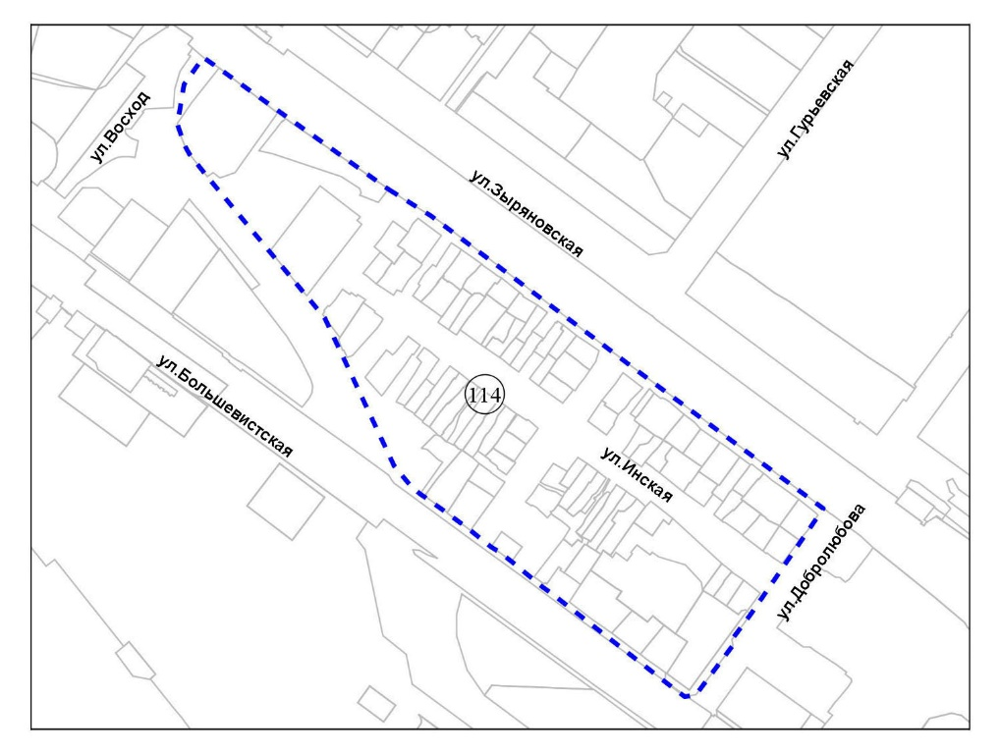 ул.Восход
ул.Гурьевская
ул.Зыряновская
ул.Большевистская
114
ул.Инская
ул.Добролюбова